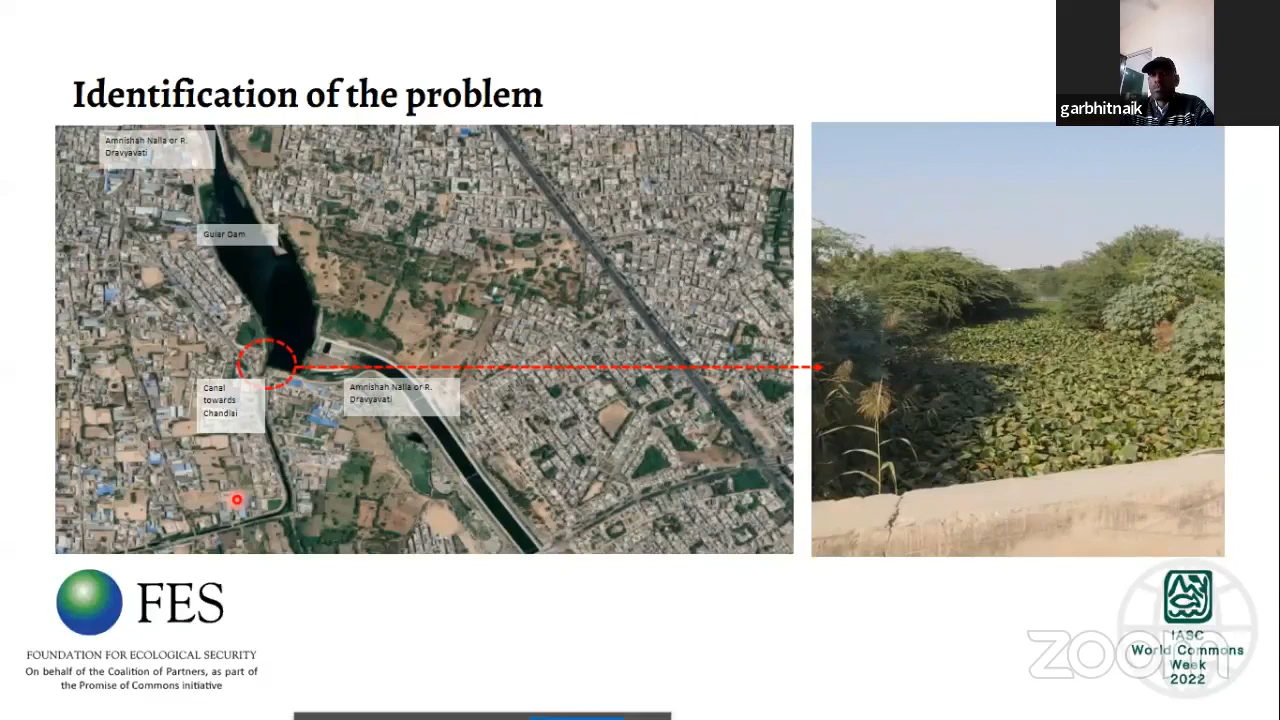 garbhitnaik
Identification of the problem
Amnishah Nalla or R.
Dravyavati
Gular Dam
Canal
towards
Chandlai
Amnishah Nalla or R.
Dravyavati
FES
FOUNDATION FOR ECOLOGICAL SECURITY
On behalf of the Coalition of Partners, as part of
the Promise of Commons initiative
IASC
World Commons
Week
2022
zoom